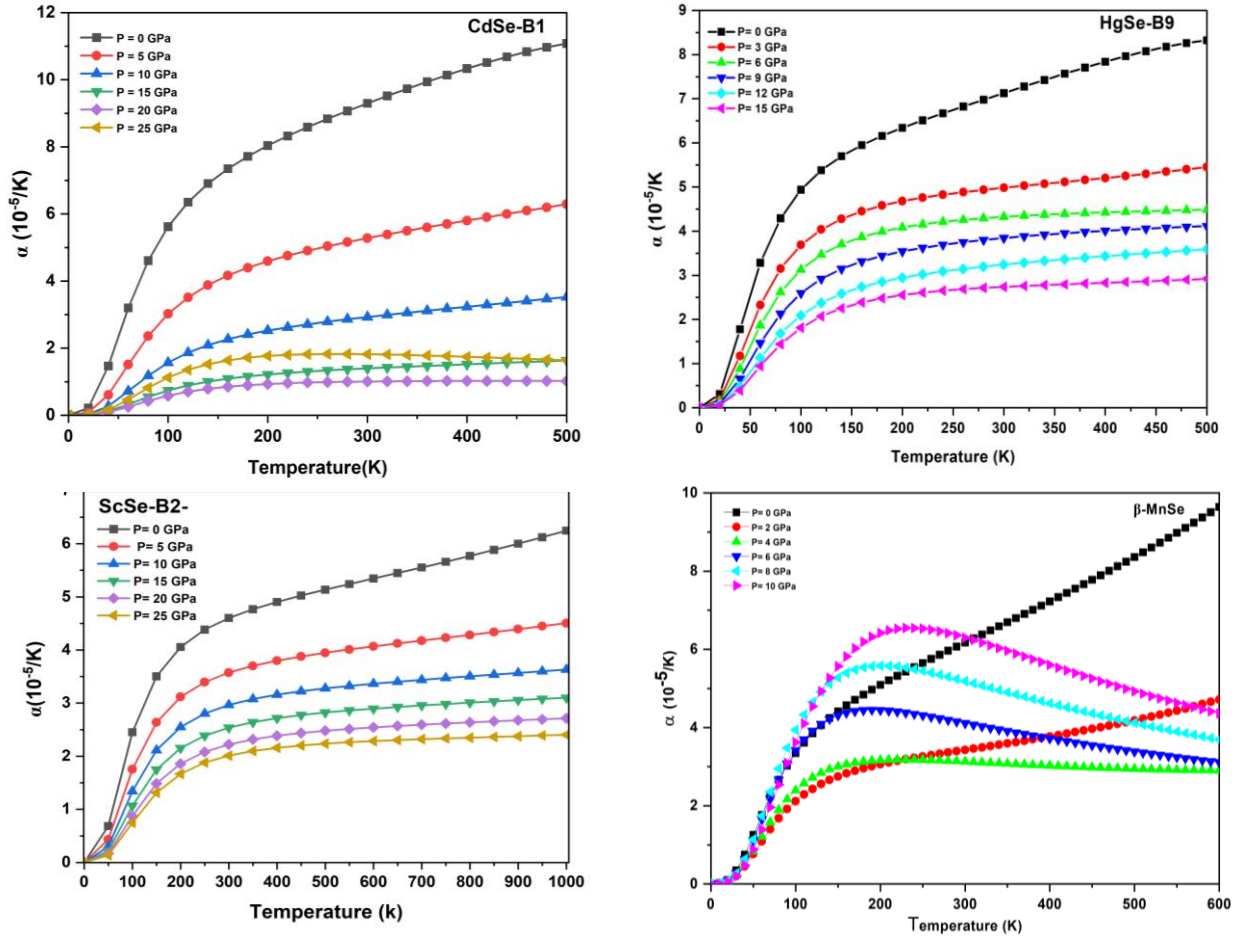 CdSe-B1
P = 0 GPa
P = 5 GPa
P = 10 GPa
P = 15 GPa
P = 20 GPa
P = 25 GPa
12
10
8
6
4
2
0
α (10⁻⁵/K)
0 100 200 300 400 500
Temperature(K)
HgSe-B9
P= 0 GPa
P= 3 GPa
P= 6 GPa
P= 9 GPa
P= 12 GPa
P= 15 GPa
9
8
7
6
5
4
3
2
1
0
α (10⁻⁵/K
0 50 100 150 200 250 300 350 400 450 500
Temperature (K)
ScSe-B2-
P= 0 GPa
P= 5 GPa
P= 10 GPa
P= 15 GPa
P= 20 GPa
P= 25 GPa
6
5
4
3
2
1
0
α(10⁻⁵/K)
0 100 200 300 400 500 600 700 800 900 1000
Temperature (k)
β-MnSe
P= 0 GPa
P= 2 GPa
P= 4 GPa
P= 6 GPa
P= 8 GPa
P= 10 GPa
10
8
6
4
2
0
α (10⁻⁵/K)
0 100 200 300 400 500 600
Temperature (K)